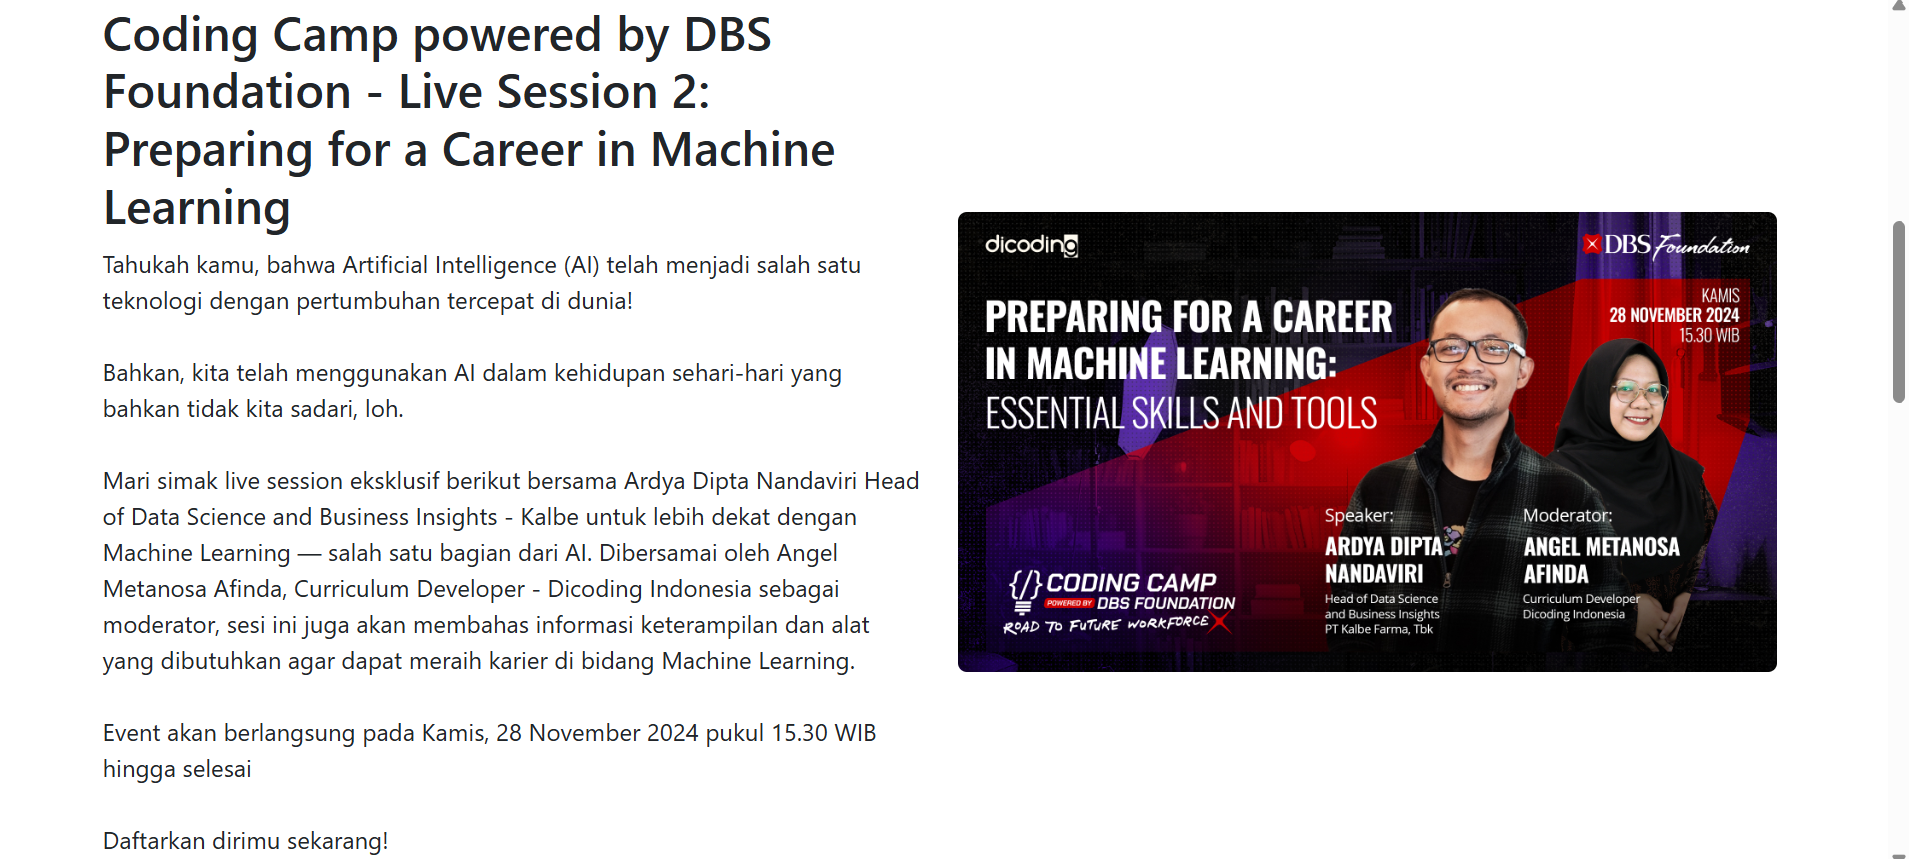 Coding Camp powered by DBS
Foundation - Live Session 2:
Preparing for a Career in Machine
Learning
Tahukah kamu, bahwa Artificial Intelligence (AI) telah menjadi salah satu
teknologi dengan pertumbuhan tercepat di dunia!
Bahkan, kita telah menggunakan AI dalam kehidupan sehari-hari yang
bahkan tidak kita sadari, loh.
Mari simak live session eksklusif berikut bersama Ardya Dipta Nandaviri Head
of Data Science and Business Insights - Kalbe untuk lebih dekat dengan
Machine Learning — salah satu bagian dari AI. Dibersamai oleh Angel
Metanosa Afinda, Curriculum Developer - Dicoding Indonesia sebagai
moderator, sesi ini juga akan membahas informasi keterampilan dan alat
yang dibutuhkan agar dapat meraih karier di bidang Machine Learning.
Event akan berlangsung pada Kamis, 28 November 2024 pukul 15.30 WIB
hingga selesai
Daftarkan dirimu sekarang!
dicoding
DBS Foundation
KAMIS
28 NOVEMBER 2024
15.30 WIB
PREPARING FOR A CAREER
IN MACHINE LEARNING:
ESSENTIAL SKILLS AND TOOLS
Speaker:
ARDYA DIPTA
NANDAVIRI
Head of Data Science
and Business Insights
PT Kalbe Farma, Tbk
Moderator:
ANGEL METANOSA
AFINDA
Curriculum Developer
Dicoding Indonesia
{/} CODING CAMP
POWERED BY DBS FOUNDATION
ROAD TO FUTURE WORKFORCE